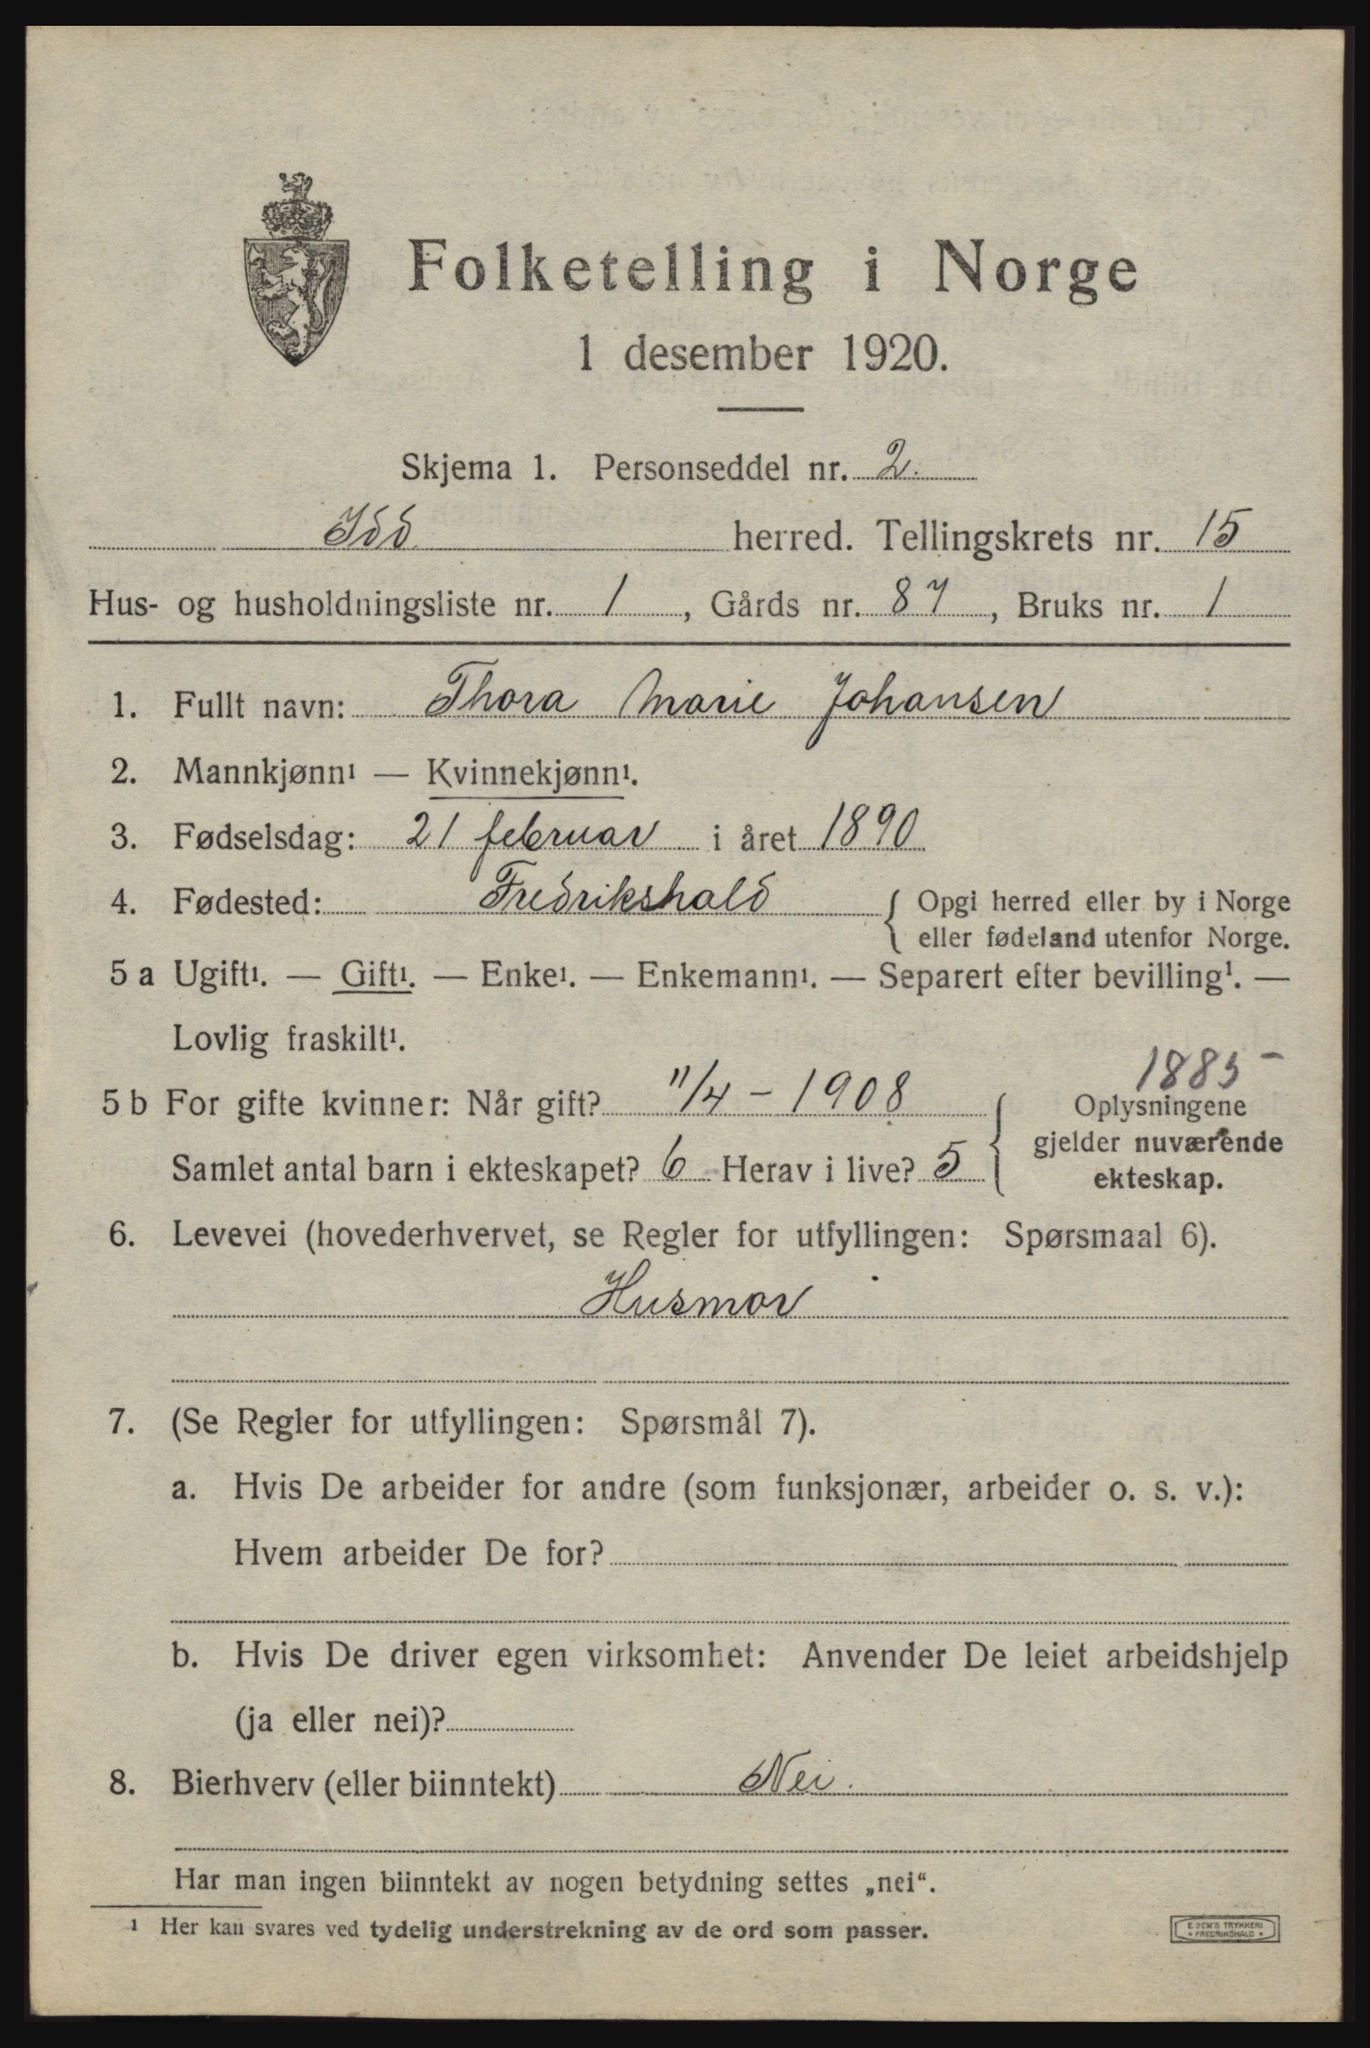 Folketelling i Norge
1 desember 1920.
Skjema 1. Personseddel nr. 2.
Idd herred. Tellingskrets nr. 15
Hus- og husholdningsliste nr. 1, Gårds nr. 87, Bruks nr. 1
1. Fullt navn: Thora Marie Johansen
2. Mannkjønn¹ — Kvinnekjønn¹.
3. Fødselsdag: 21 februar i året 1890
4. Fødested: Fredrikshald { Opgi herred eller by i Norge
eller fødeland utenfor Norge.
5 a Ugift¹. — Gift¹. — Enke¹. — Enkemann¹. — Separert efter bevilling¹. —
Lovlig fraskilt¹.
1885 -
5 b For gifte kvinner: Når gift? 11/4 - 1908 { Oplysningene
gjelder nuværende
Samlet antal barn i ekteskapet? 6 Herav i live? 5
ekteskap.
6. Levevei (hovederhvervet, se Regler for utfyllingen: Spørsmaal 6).
Husmor
7. (Se Regler for utfyllingen: Spørsmål 7).
a. Hvis De arbeider for andre (som funksjonær, arbeider o. s. v.):
Hvem arbeider De for?
b. Hvis De driver egen virksomhet: Anvender De leiet arbeidshjelp
(ja eller nei)?
8. Bierhverv (eller biinntekt) Nei.
Har man ingen biinntekt av nogen betydning settes „nei“.
¹ Her kan svares ved tydelig understrekning av de ord som passer.
E SEM'S TRYKKERI
• FREDRIKSHALD •